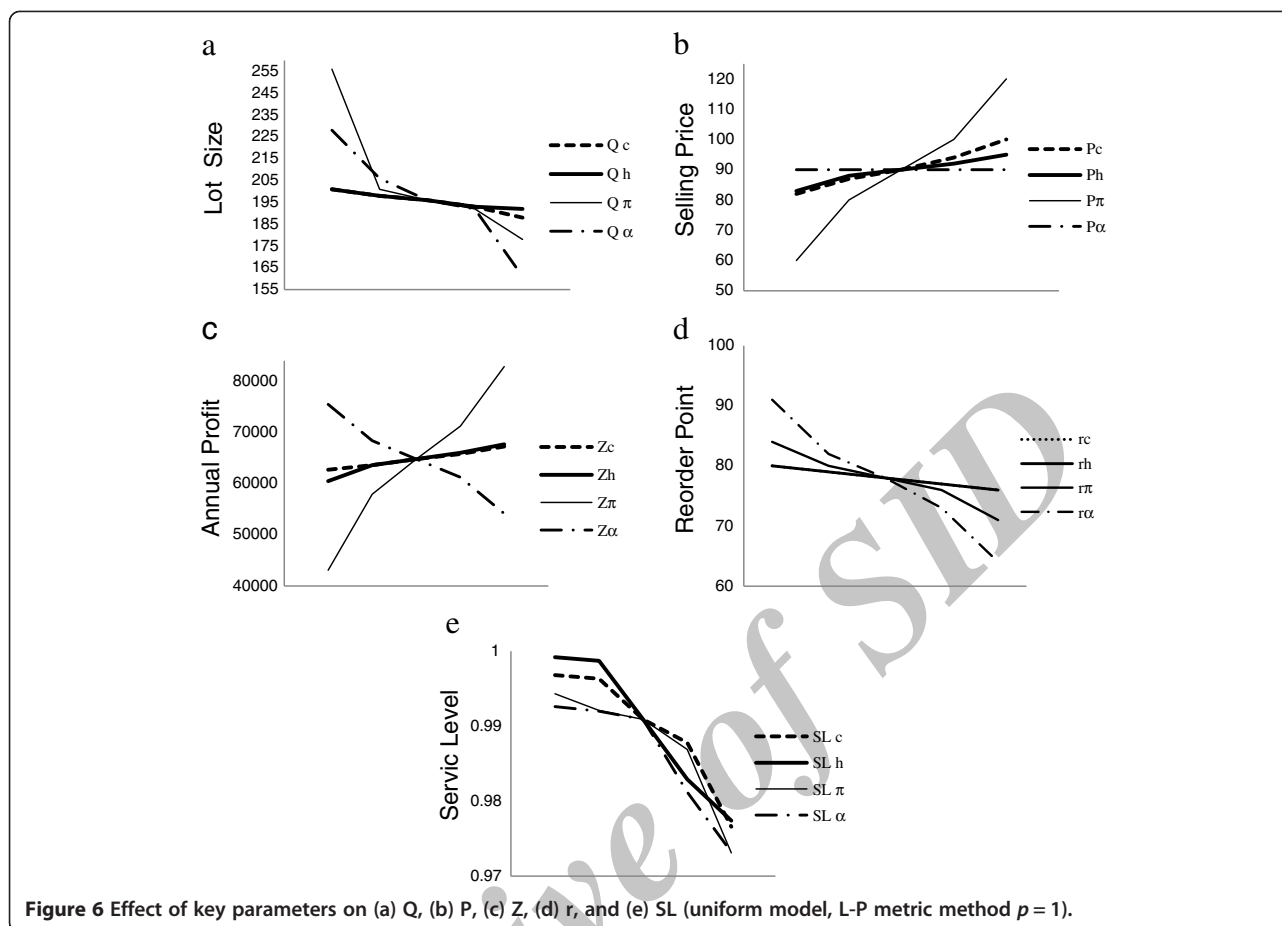 a
255
245
235
225
215
205
195
185
175
165
155
Lot Size
Q c
Q h
Q π
Q α
b
120
110
100
90
80
70
60
50
Selling Price
Pc
Ph
Pπ
Pα
c
80000
70000
60000
50000
40000
Annual Profit
Zc
Zh
Zπ
Zα
d
100
90
80
70
60
Reorder Point
rc
rh
rπ
rα
e
1
0.99
0.98
0.97
Servic Level
SL c
SL h
SL π
SL α
ive of SID
Figure 6 Effect of key parameters on (a) Q, (b) P, (c) Z, (d) r, and (e) SL (uniform model, L-P metric method p = 1).